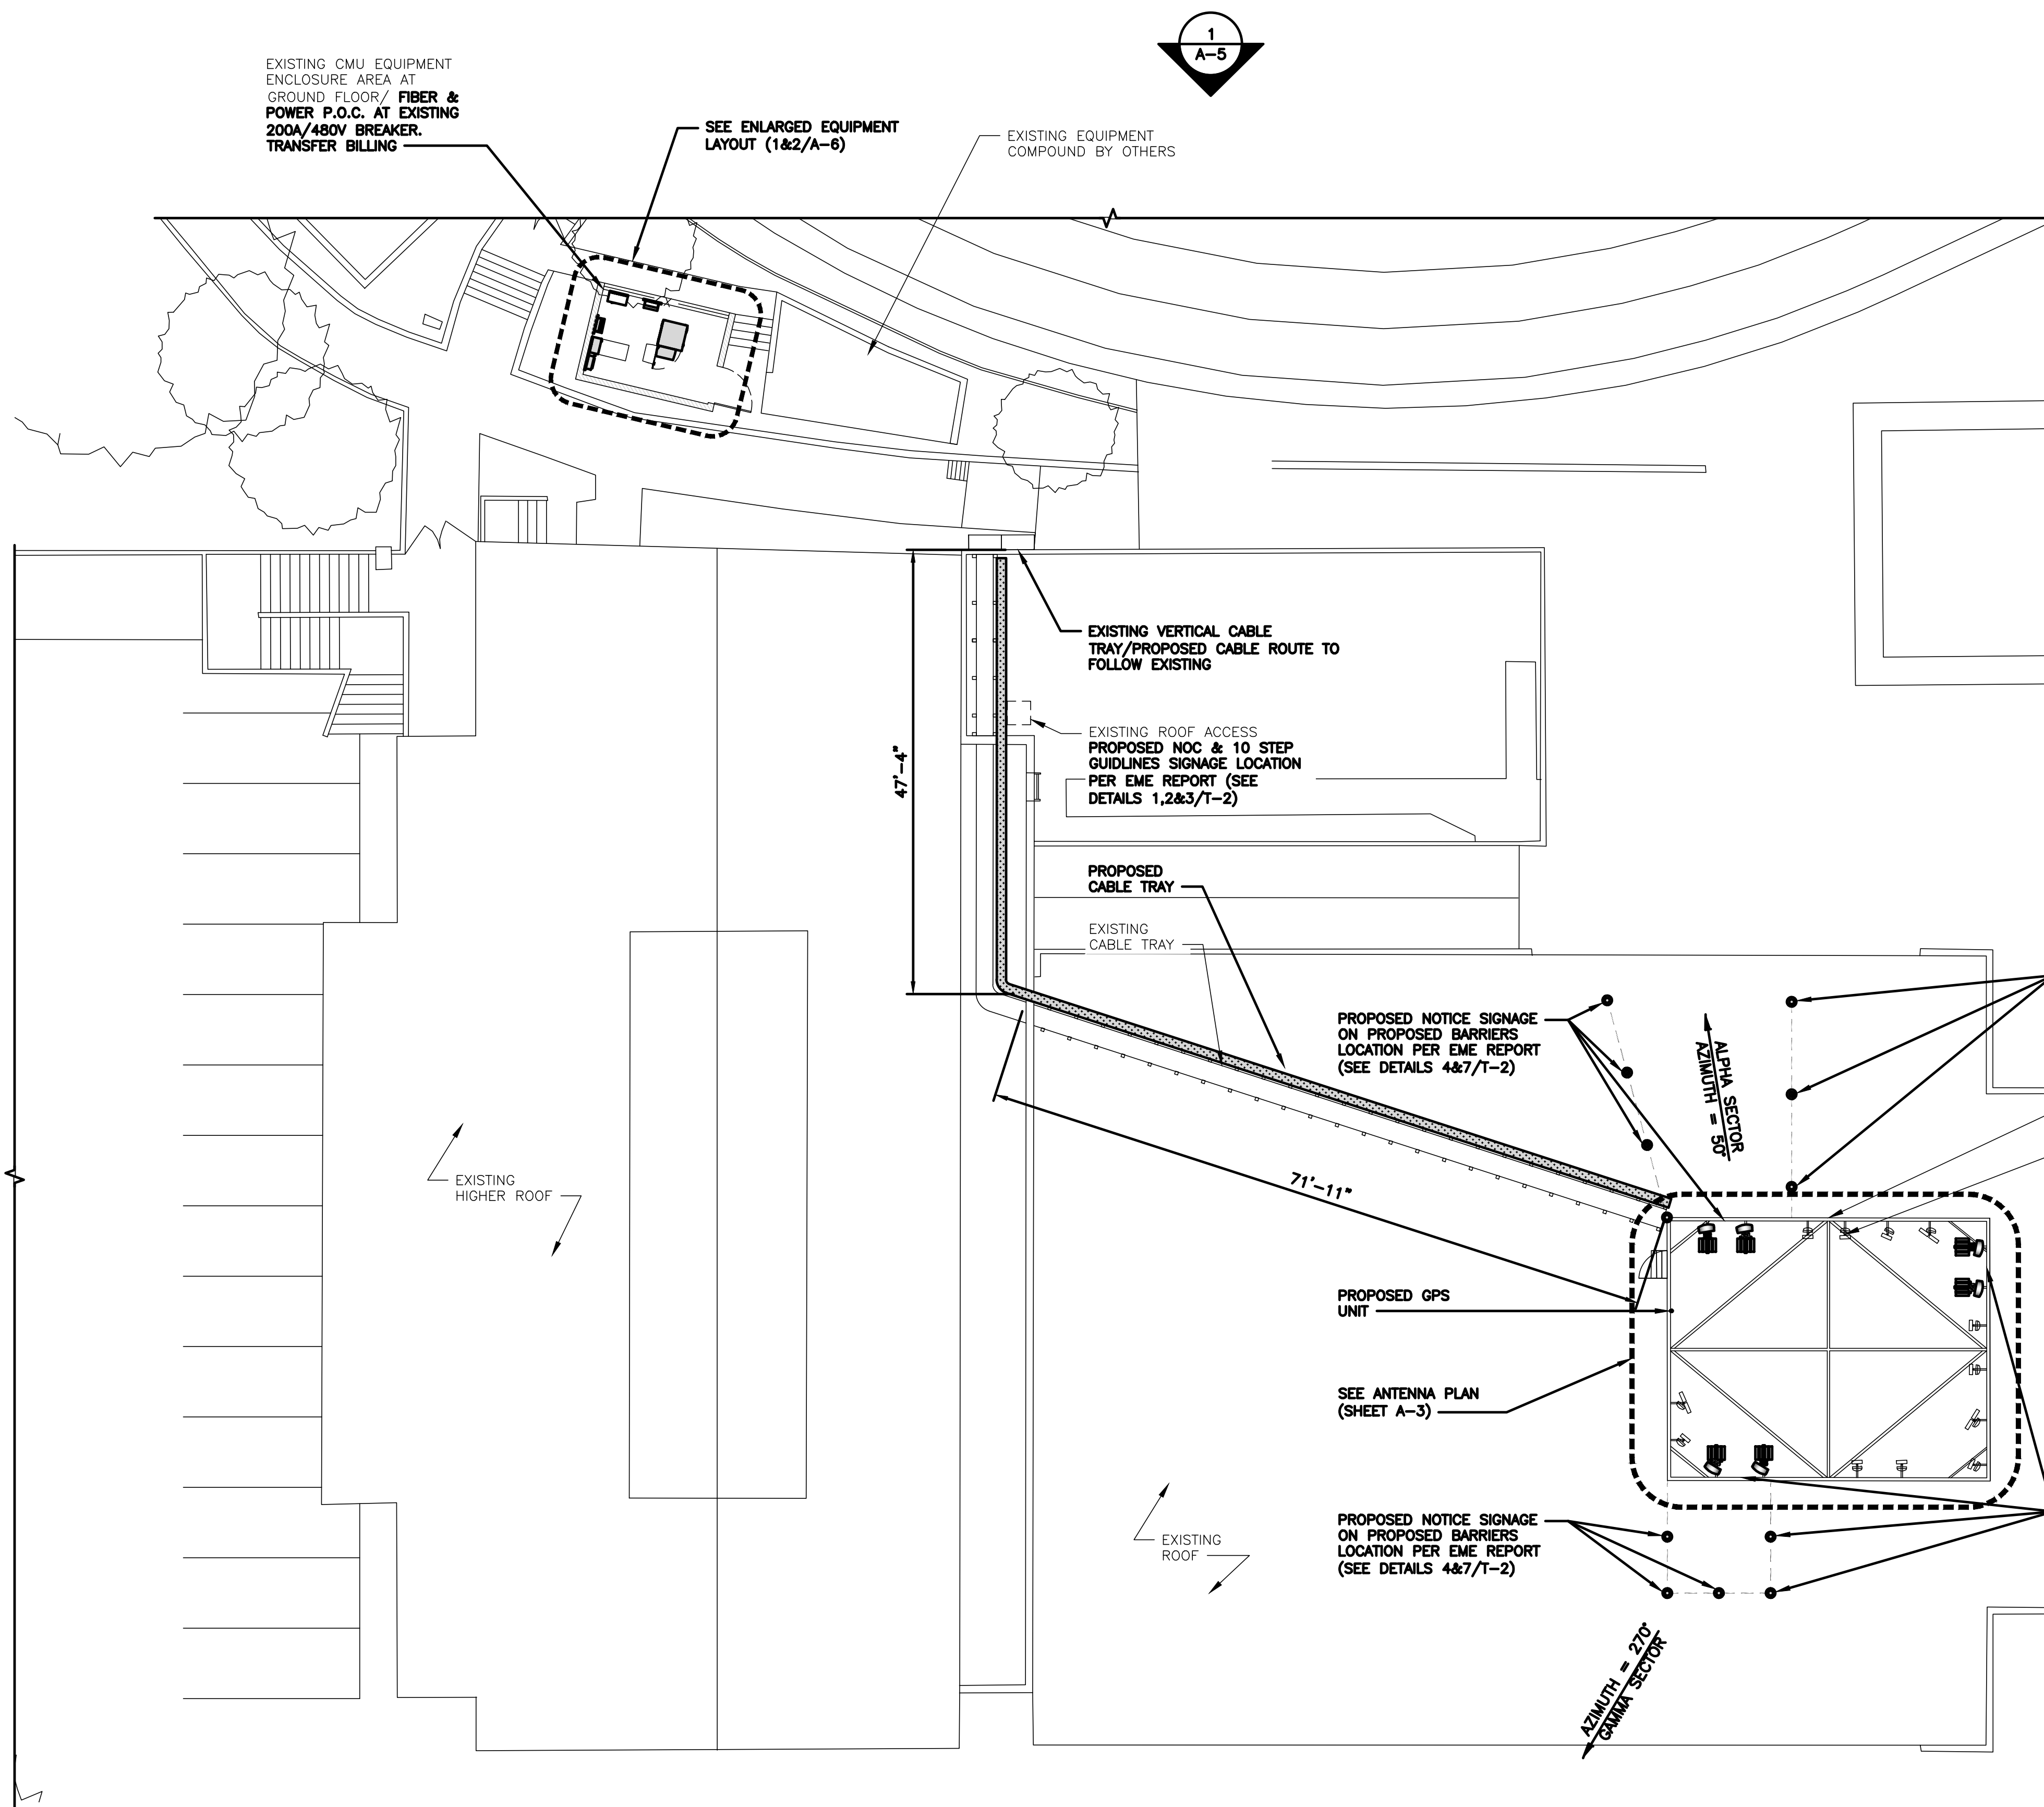 1
A-5
EXISTING CMU EQUIPMENT
ENCLOSURE AREA AT
GROUND FLOOR/ FIBER &
POWER P.O.C. AT EXISTING
200A/480V BREAKER.
TRANSFER BILLING
SEE ENLARGED EQUIPMENT
LAYOUT (1&2/A-6)
EXISTING EQUIPMENT
COMPOUND BY OTHERS
EXISTING VERTICAL CABLE
TRAY/PROPOSED CABLE ROUTE TO
FOLLOW EXISTING
EXISTING ROOF ACCESS
PROPOSED NOC & 10 STEP
GUIDLINES SIGNAGE LOCATION
PER EME REPORT (SEE
DETAILS 1,2&3/T-2)
47'-4"
PROPOSED
CABLE TRAY
EXISTING
CABLE TRAY
PROPOSED NOTICE SIGNAGE
ON PROPOSED BARRIERS
LOCATION PER EME REPORT
(SEE DETAILS 4&7/T-2)
ALPHA SECTOR
AZIMUTH = 50°
71'-11"
EXISTING
HIGHER ROOF
PROPOSED GPS
UNIT
SEE ANTENNA PLAN
(SHEET A-3)
PROPOSED NOTICE SIGNAGE
ON PROPOSED BARRIERS
LOCATION PER EME REPORT
(SEE DETAILS 4&7/T-2)
EXISTING
ROOF
AZIMUTH = 270°
GAMMA SECTOR